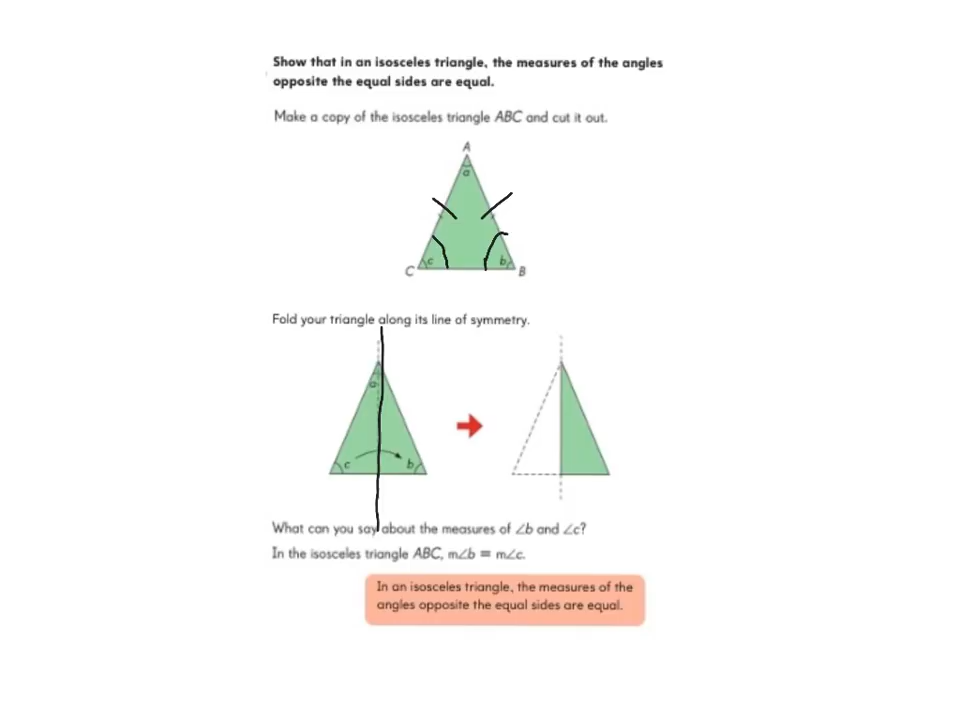 Show that in an isosceles triangle, the measures of the angles
opposite the equal sides are equal.
Make a copy of the isosceles triangle ABC and cut it out.
A
a
c
b
C
B
Fold your triangle along its line of symmetry.
a
c
b
What can you say about the measures of ∠b and ∠c?
In the isosceles triangle ABC, m∠b = m∠c.
In an isosceles triangle, the measures of the
angles opposite the equal sides are equal.